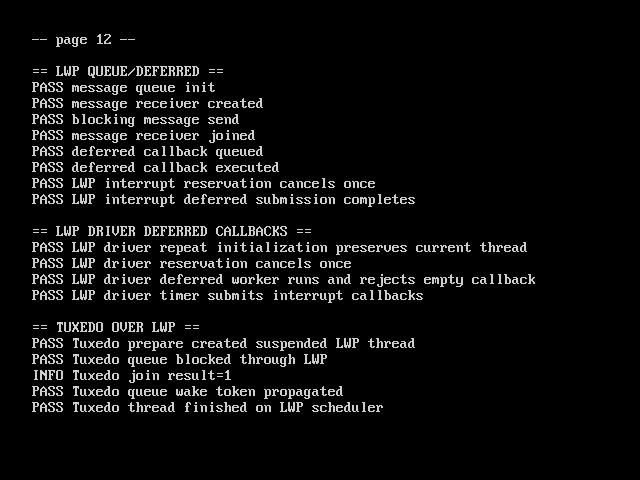 -- page 12 --
== LWP QUEUE/DEFERRED ==
PASS message queue init
PASS message receiver created
PASS blocking message send
PASS message receiver joined
PASS deferred callback queued
PASS deferred callback executed
PASS LWP interrupt reservation cancels once
PASS LWP interrupt deferred submission completes
== LWP DRIVER DEFERRED CALLBACKS ==
PASS LWP driver repeat initialization preserves current thread
PASS LWP driver reservation cancels once
PASS LWP driver deferred worker runs and rejects empty callback
PASS LWP driver timer submits interrupt callbacks
== TUXEDO OVER LWP ==
PASS Tuxedo prepare created suspended LWP thread
PASS Tuxedo queue blocked through LWP
INFO Tuxedo join result=1
PASS Tuxedo queue wake token propagated
PASS Tuxedo thread finished on LWP scheduler